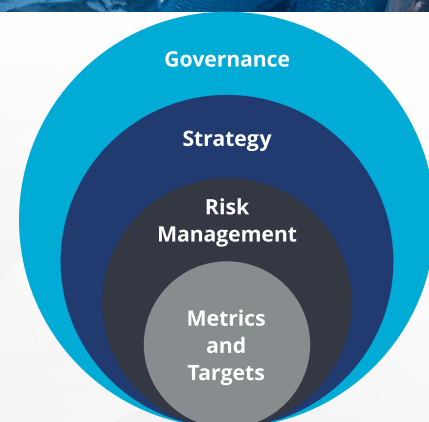 Governance
Strategy
Risk
Management
Metrics
and
Targets